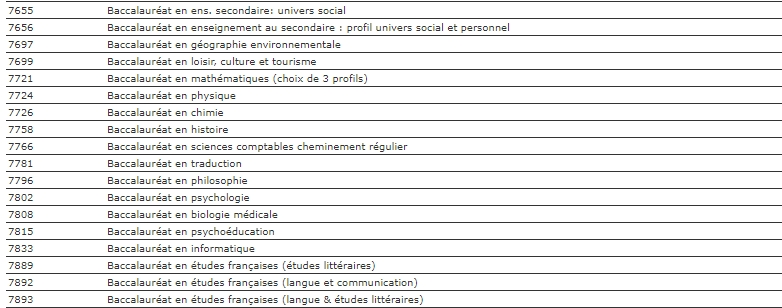 7655 Baccalauréat en ens. secondaire: univers social
7656 Baccalauréat en enseignement au secondaire : profil univers social et personnel
7697 Baccalauréat en géographie environnementale
7699 Baccalauréat en loisir, culture et tourisme
7721 Baccalauréat en mathématiques (choix de 3 profils)
7724 Baccalauréat en physique
7726 Baccalauréat en chimie
7758 Baccalauréat en histoire
7766 Baccalauréat en sciences comptables cheminement régulier
7781 Baccalauréat en traduction
7796 Baccalauréat en philosophie
7802 Baccalauréat en psychologie
7808 Baccalauréat en biologie médicale
7815 Baccalauréat en psychoéducation
7833 Baccalauréat en informatique
7889 Baccalauréat en études françaises (études littéraires)
7892 Baccalauréat en études françaises (langue et communication)
7893 Baccalauréat en études françaises (langue & études littéraires)